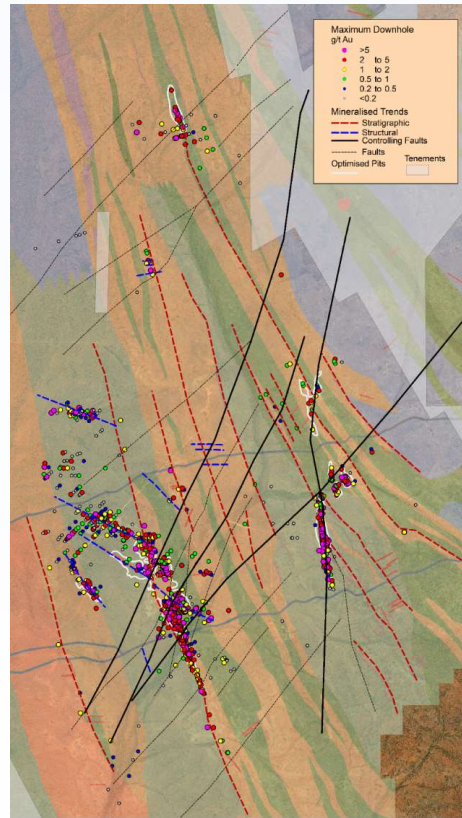 Maximum Downhole
g/t Au
>5
2 to 5
1 to 2
0.5 to 1
0.2 to 0.5
<0.2
Mineralised Trends
Stratigraphic
Structural
Controlling Faults
Faults
Optimised Pits Tenements